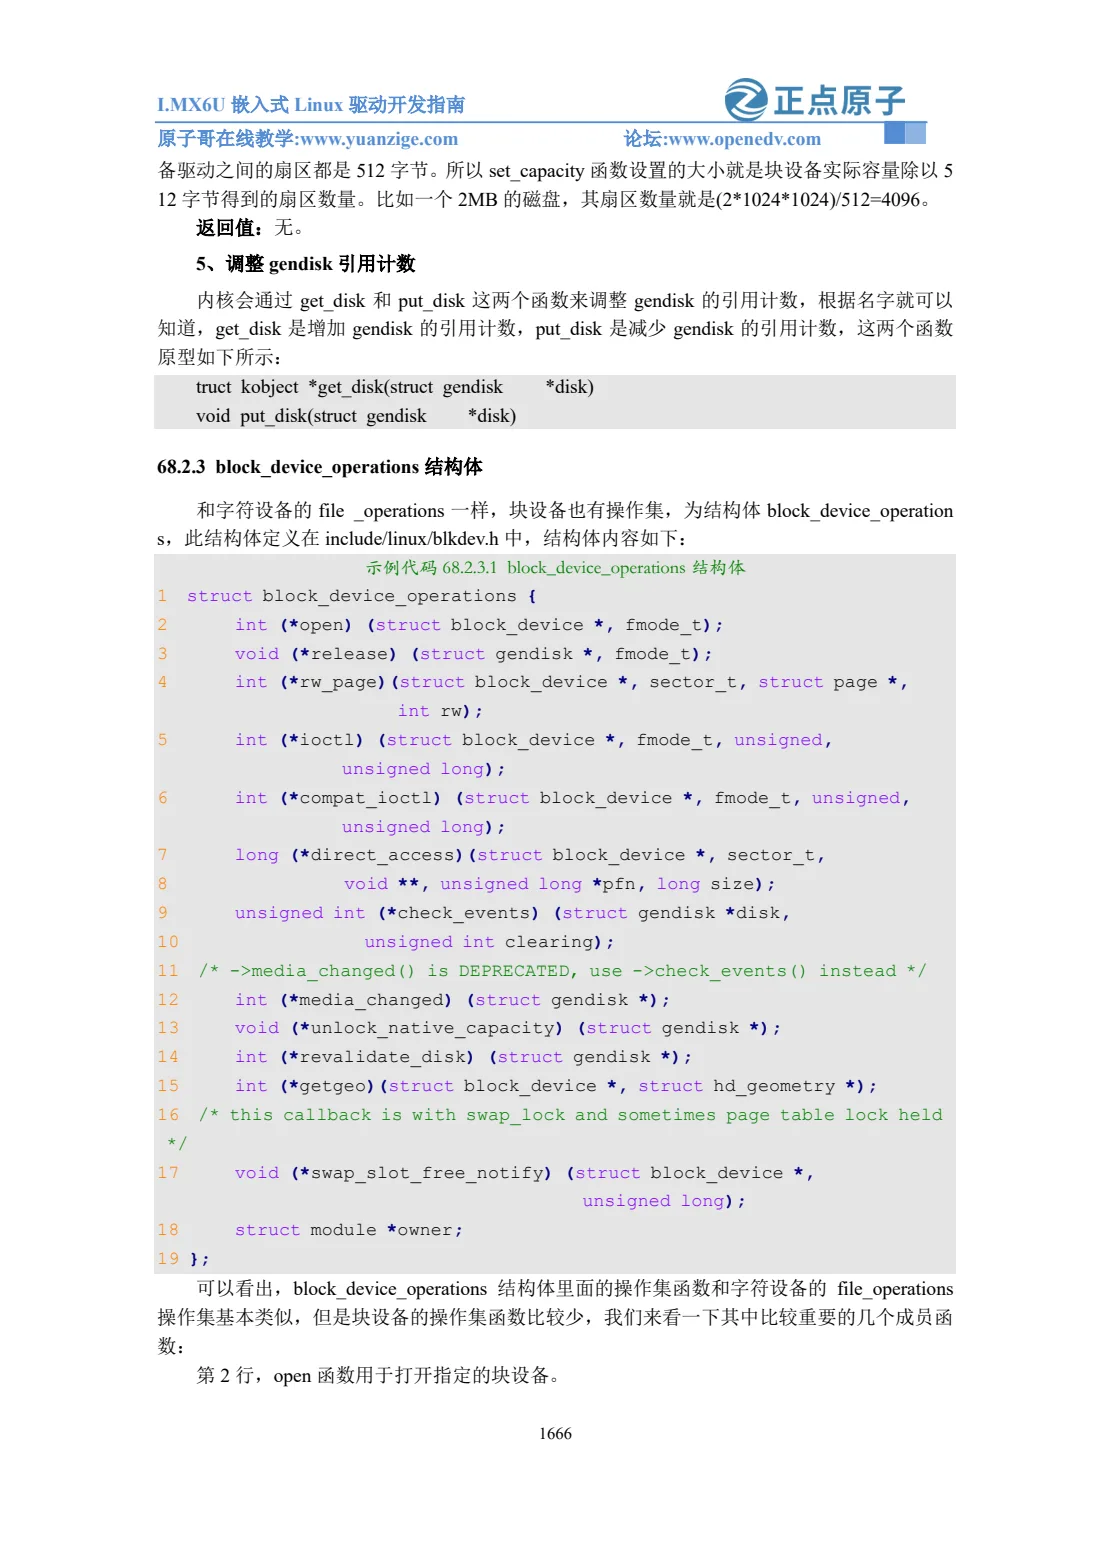 I.MX6U 嵌入式 Linux 驱动开发指南
正点原子
原子哥在线教学:www.yuanzige.com 论坛:www.openedv.com
备驱动之间的扇区都是 512 字节。所以 set_capacity 函数设置的大小就是块设备实际容量除以 5
12 字节得到的扇区数量。比如一个 2MB 的磁盘，其扇区数量就是(2*1024*1024)/512=4096。
返回值：无。
5、调整 gendisk 引用计数
内核会通过 get_disk 和 put_disk 这两个函数来调整 gendisk 的引用计数，根据名字就可以
知道，get_disk 是增加 gendisk 的引用计数，put_disk 是减少 gendisk 的引用计数，这两个函数
原型如下所示：
truct kobject *get_disk(struct gendisk *disk)
void put_disk(struct gendisk *disk)
68.2.3 block_device_operations 结构体
和字符设备的 file _operations 一样，块设备也有操作集，为结构体 block_device_operation
s，此结构体定义在 include/linux/blkdev.h 中，结构体内容如下：
示例代码 68.2.3.1 block_device_operations 结构体
1 struct block_device_operations {
2 int (*open) (struct block_device *, fmode_t);
3 void (*release) (struct gendisk *, fmode_t);
4 int (*rw_page)(struct block_device *, sector_t, struct page *,
int rw);
5 int (*ioctl) (struct block_device *, fmode_t, unsigned,
unsigned long);
6 int (*compat_ioctl) (struct block_device *, fmode_t, unsigned,
unsigned long);
7 long (*direct_access)(struct block_device *, sector_t,
8 void **, unsigned long *pfn, long size);
9 unsigned int (*check_events) (struct gendisk *disk,
10 unsigned int clearing);
11 /* ->media_changed() is DEPRECATED, use ->check_events() instead */
12 int (*media_changed) (struct gendisk *);
13 void (*unlock_native_capacity) (struct gendisk *);
14 int (*revalidate_disk) (struct gendisk *);
15 int (*getgeo)(struct block_device *, struct hd_geometry *);
16 /* this callback is with swap_lock and sometimes page table lock held
*/
17 void (*swap_slot_free_notify) (struct block_device *,
unsigned long);
18 struct module *owner;
19 };
可以看出，block_device_operations 结构体里面的操作集函数和字符设备的 file_operations
操作集基本类似，但是块设备的操作集函数比较少，我们来看一下其中比较重要的几个成员函
数：
第 2 行，open 函数用于打开指定的块设备。
1666